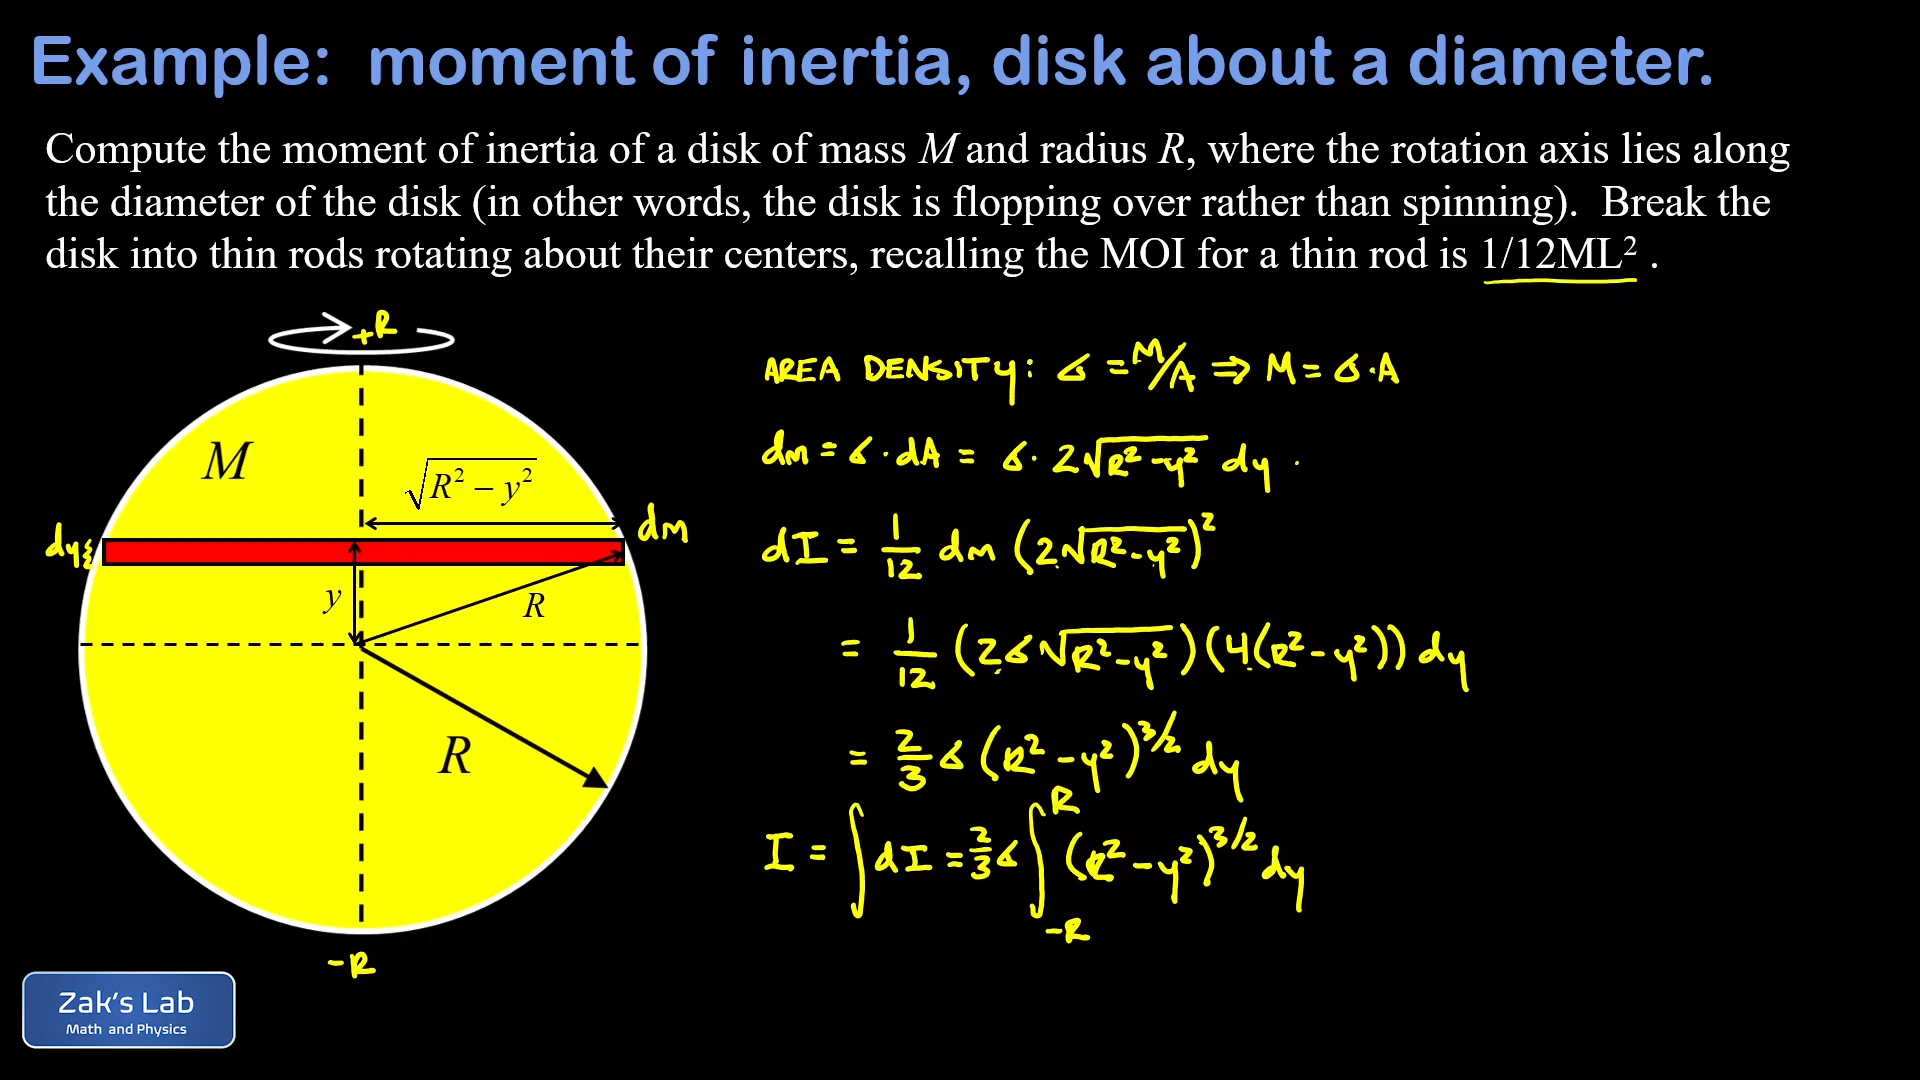 Example: moment of inertia, disk about a diameter.
Compute the moment of inertia of a disk of mass M and radius R, where the rotation axis lies along
the diameter of the disk (in other words, the disk is flopping over rather than spinning). Break the
disk into thin rods rotating about their centers, recalling the MOI for a thin rod is 1/12ML² .
+R
M
√(R² − y²)
dy{
dm
y
R
R
-R
AREA DENSITY: σ = M/A ⇒ M = σ·A
dm = σ·dA = σ·2√(R²-y²) dy
dI = 1/12 dm (2√(R²-y²))²
= 1/12 (2σ√(R²-y²))(4(R²-y²)) dy
= 2/3 σ (R²-y²)^3/2 dy
I = ∫dI = 2/3 σ ∫_{-R}^{R} (R²-y²)^3/2 dy
Zak's Lab
Math and Physics